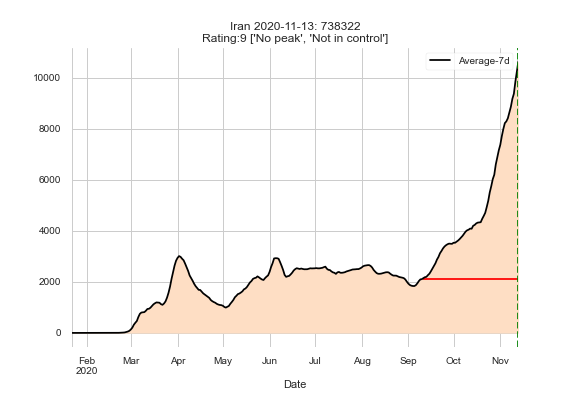 Iran 2020-11-13: 738322
Rating:9 ['No peak', 'Not in control']
Average-7d
10000
8000
6000
4000
2000
0
Feb Mar Apr May Jun Jul Aug Sep Oct Nov
2020
Date